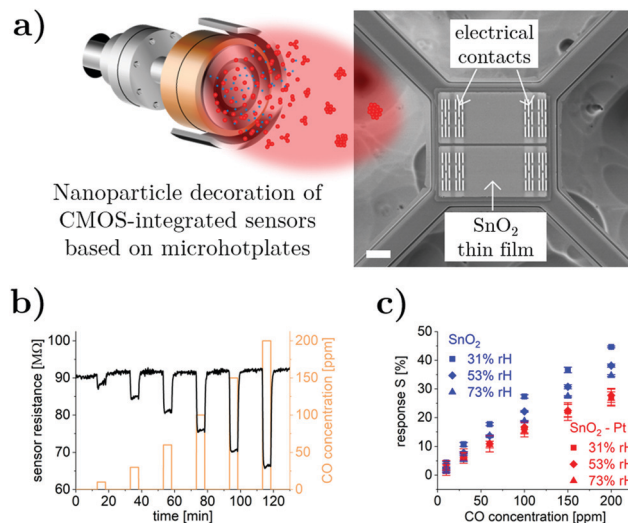 a)
electrical
contacts
Nanoparticle decoration of
CMOS-integrated sensors
based on microhotplates
SnO₂
thin film
b)
sensor resistance [MΩ]
100
90
80
70
60
0 20 40 60 80 100 120
time [min]
200
150
100
50
0
CO concentration [ppm]
c)
response S [%]
50
40
30
20
10
0
SnO₂
31% rH
53% rH
73% rH
SnO₂ - Pt
31% rH
53% rH
73% rH
0 50 100 150 200
CO concentration [ppm]